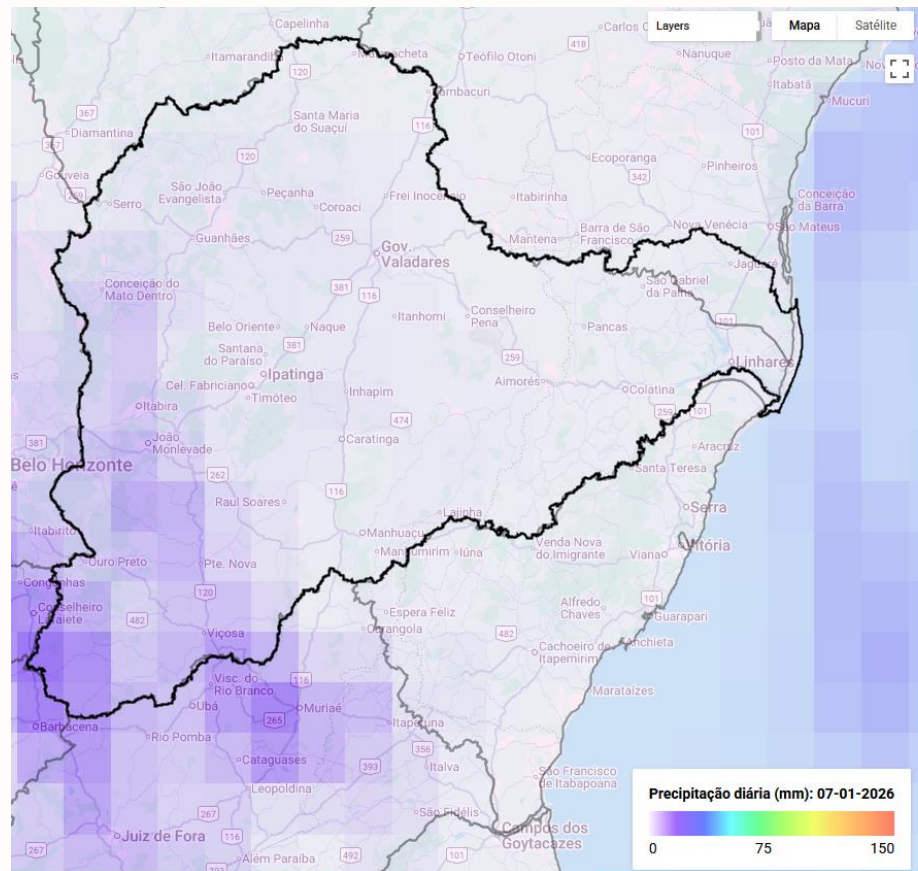 Layers
Mapa
Satélite
Capelinha
Itamarandiba
Teófilo Otoni
Carlos C
418
Nanuque
Posto da Mata
Itabatã
Mucuri
120
367
Diamantina
Santa Maria
do Suaçuí
116
101
Ecoporanga
Pinheiros
342
Gouveia
259
Serro
120
São João
Evangelista
Peçanha
Coroaci
Frei Inocencio
Itabirinha
Conceição
da Barra
Guanhães
259
Gov.
Valadares
Mantena
Barra de São
Francisco
Nova Venécia
São Mateus
Jaguaré
São Gabriel
da Palha
Conceição do
Mato Dentro
381
116
Itanhomi
Conselheiro
Pena
Belo Oriente
Naque
Pancas
101
381
259
Santana
do Paraíso
Ipatinga
Cel. Fabriciano
Timóteo
Inhapim
Aimorés
Colatina
Linhares
Itabira
474
259
101
João
Monlevade
Caratinga
Aracruz
381
Belo Horizonte
262
116
Santa Teresa
Raul Soares
Serra
Itabirito
Manhuaçu
Lajinha
Manhumirim
Iúna
Venda Nova
do Imigrante
Viana
Vitória
Ouro Preto
Pte. Nova
Congonhas
120
Conselheiro
Lafaiete
482
Espera Feliz
Alfredo
Chaves
101
Guarapari
Viçosa
Carangola
482
Cachoeiro de
Itapemirim
Anchieta
Visc. do
Rio Branco
116
Marataízes
Ubá
265
Muriaé
Barbacena
Rio Pomba
Itaperuna
356
Cataguases
393
Italva
São Francisco
de Itabapoana
Leopoldina
267
São Fidélis
Campos dos
Goytacazes
Juiz de Fora
116
267
Além Paraíba
492
101
Precipitação diária (mm): 07-01-2026
0
75
150